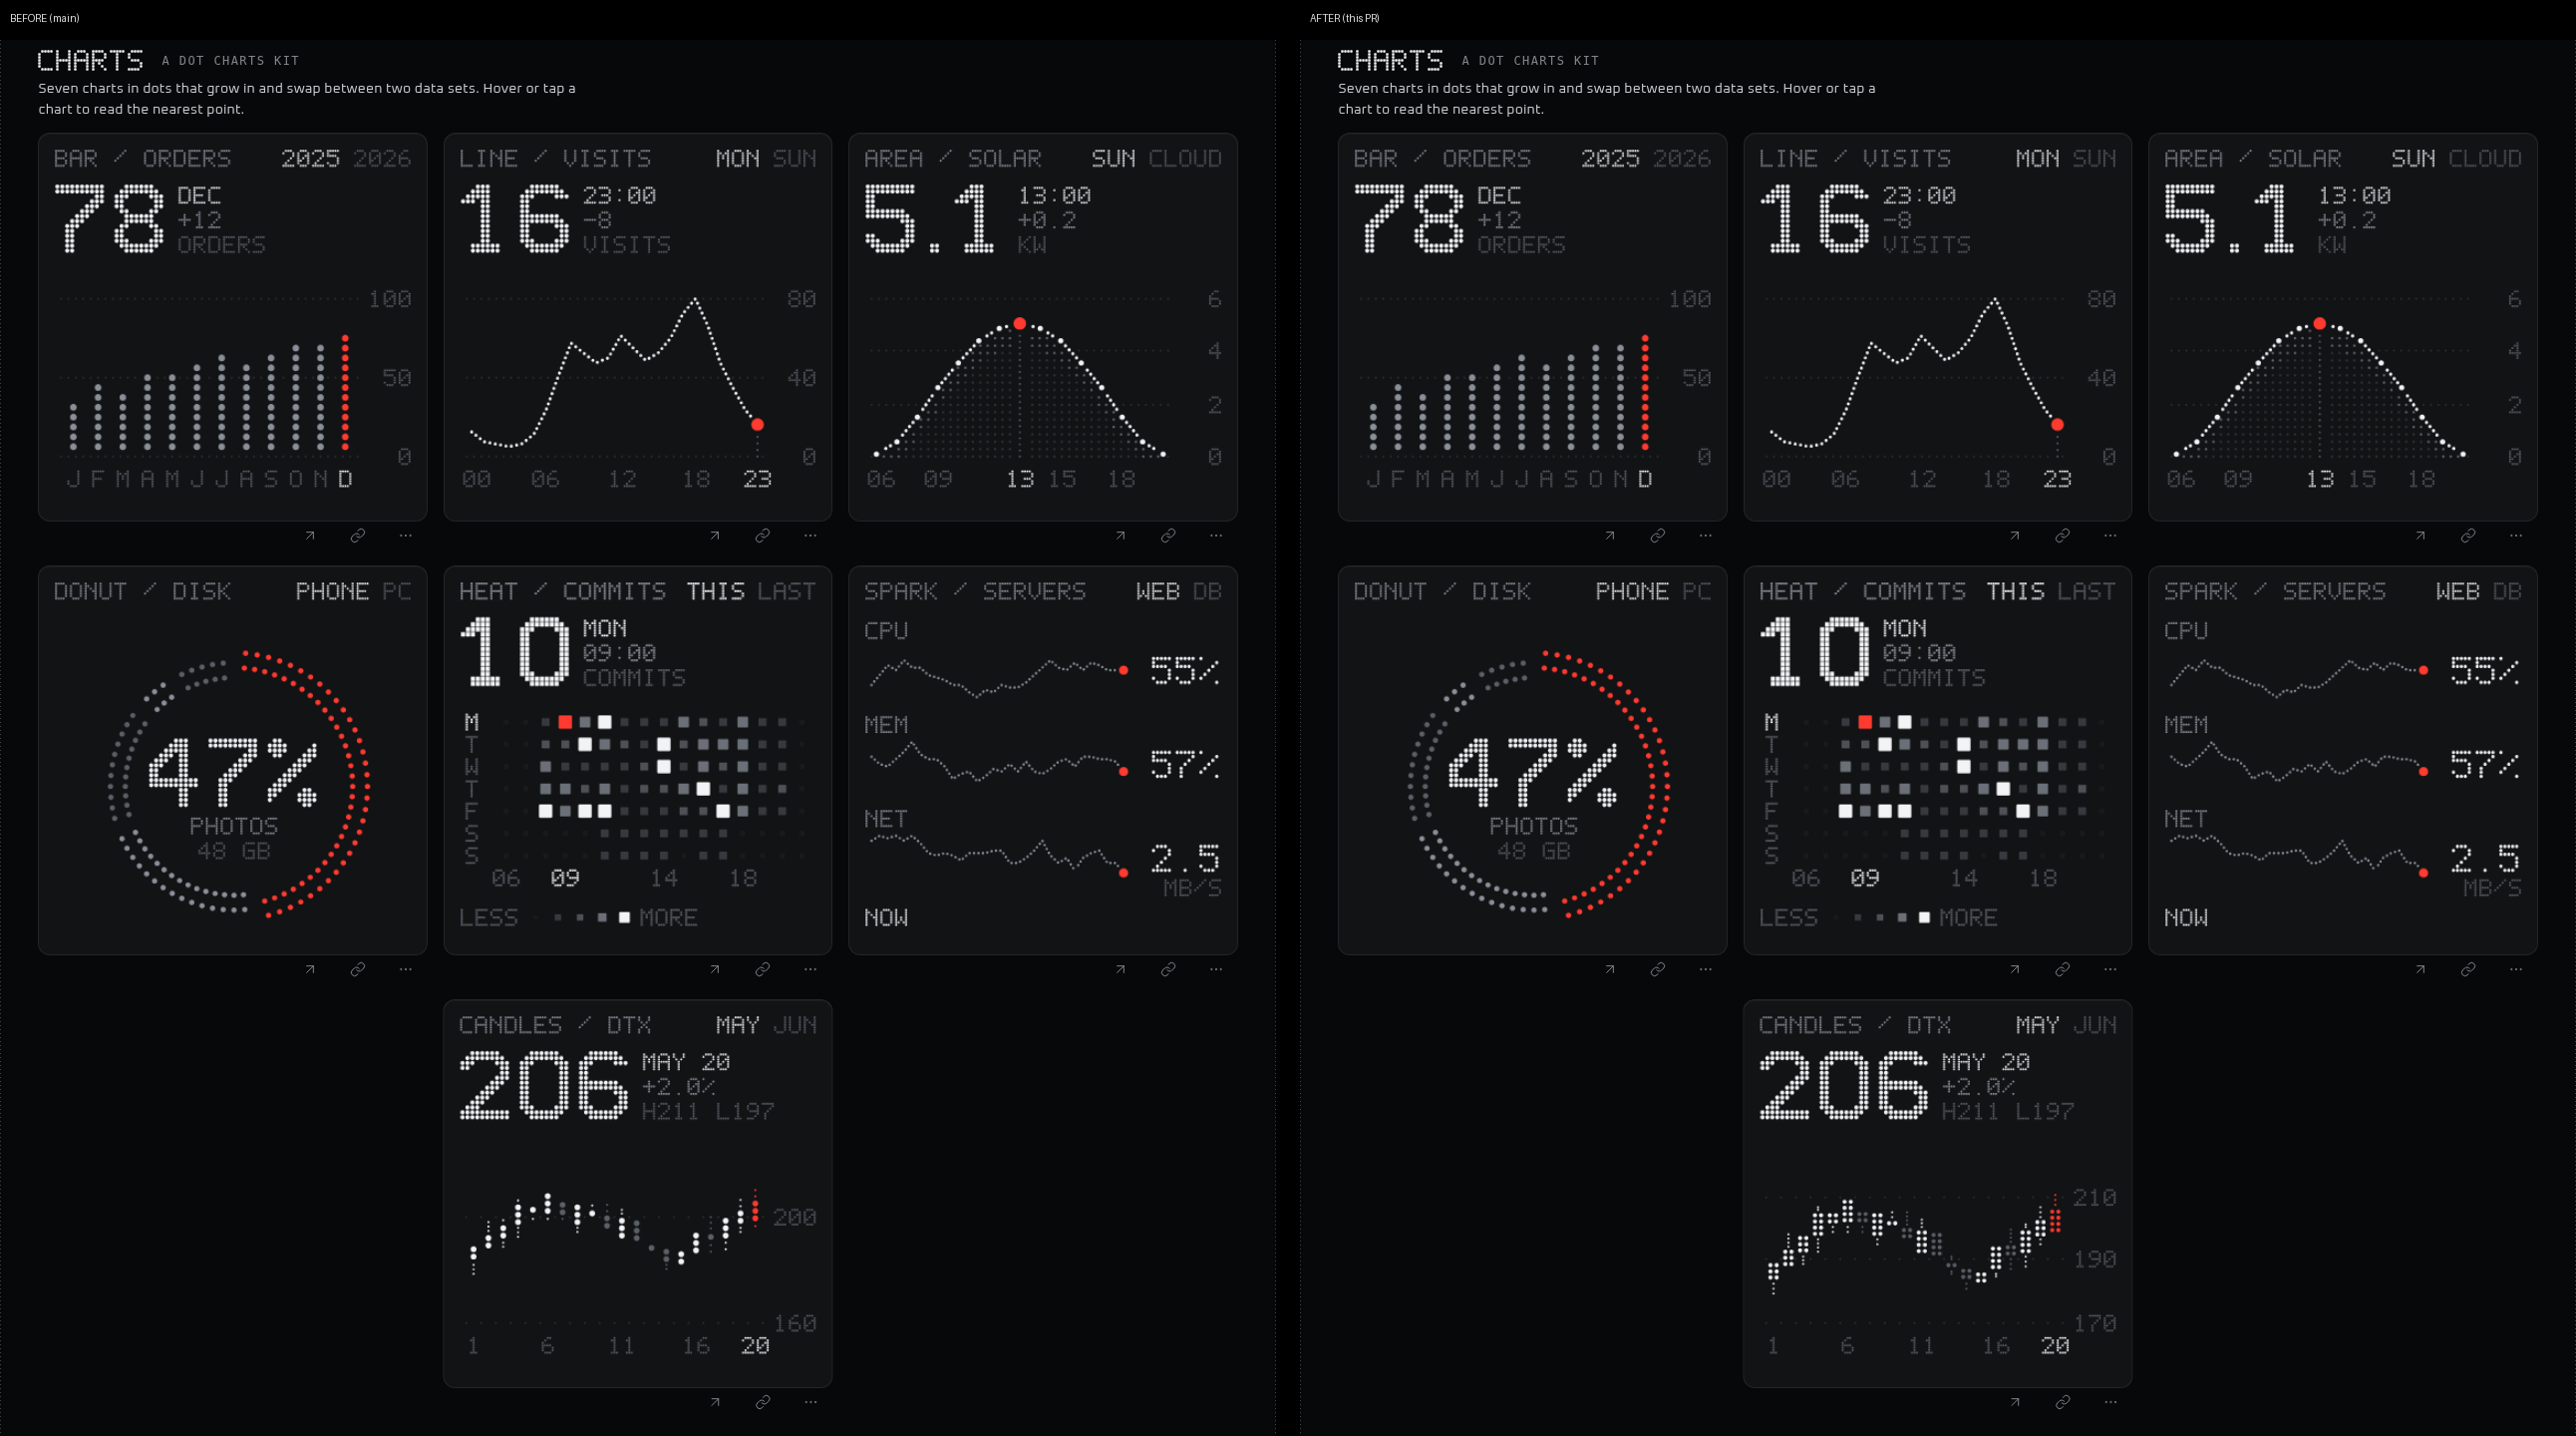 BEFORE (main)
CHARTS A DOT CHARTS KIT
Seven charts in dots that grow in and swap between two data sets. Hover or tap a
chart to read the nearest point.
BAR / ORDERS 2025 2026
78
DEC
+12
ORDERS
100
50
0
J F M A M J J A S O N D
LINE / VISITS MON SUN
16
23:00
-8
VISITS
80
40
0
00 06 12 18 23
AREA / SOLAR SUN CLOUD
5.1
13:00
+0.2
KW
6
4
2
0
06 09 13 15 18
DONUT / DISK PHONE PC
47%
PHOTOS
48 GB
HEAT / COMMITS THIS LAST
10
MON
09:00
COMMITS
M
T
W
T
F
S
S
06 09 14 18
LESS MORE
SPARK / SERVERS WEB DB
CPU
55%
MEM
57%
NET
2.5
MB/S
NOW
CANDLES / DTX MAY JUN
206
MAY 20
+2.0%
H211 L197
200
160
1 6 11 16 20
AFTER (this PR)
CHARTS A DOT CHARTS KIT
Seven charts in dots that grow in and swap between two data sets. Hover or tap a
chart to read the nearest point.
BAR / ORDERS 2025 2026
78
DEC
+12
ORDERS
100
50
0
J F M A M J J A S O N D
LINE / VISITS MON SUN
16
23:00
-8
VISITS
80
40
0
00 06 12 18 23
AREA / SOLAR SUN CLOUD
5.1
13:00
+0.2
KW
6
4
2
0
06 09 13 15 18
DONUT / DISK PHONE PC
47%
PHOTOS
48 GB
HEAT / COMMITS THIS LAST
10
MON
09:00
COMMITS
M
T
W
T
F
S
S
06 09 14 18
LESS MORE
SPARK / SERVERS WEB DB
CPU
55%
MEM
57%
NET
2.5
MB/S
NOW
CANDLES / DTX MAY JUN
206
MAY 20
+2.0%
H211 L197
210
190
170
1 6 11 16 20